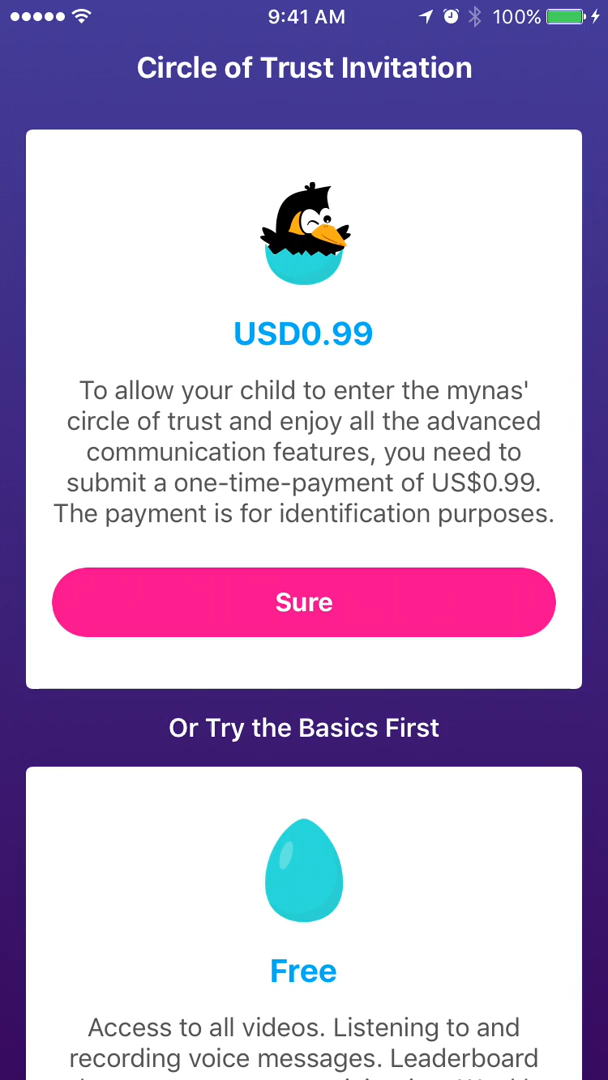 9:41 AM
100%
Circle of Trust Invitation
USD0.99
To allow your child to enter the mynas'
circle of trust and enjoy all the advanced
communication features, you need to
submit a one-time-payment of US$0.99.
The payment is for identification purposes.
Sure
Or Try the Basics First
Free
Access to all videos. Listening to and
recording voice messages. Leaderboard